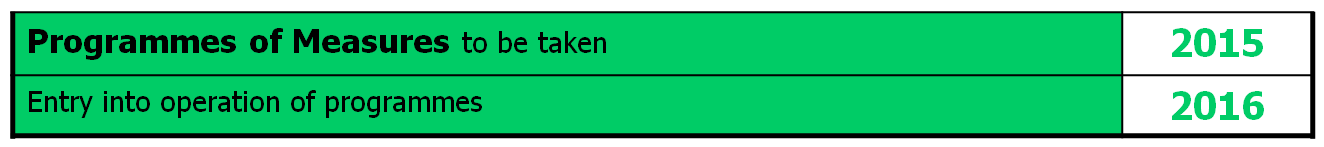 Programmes of Measures to be taken 2015
Entry into operation of programmes 2016